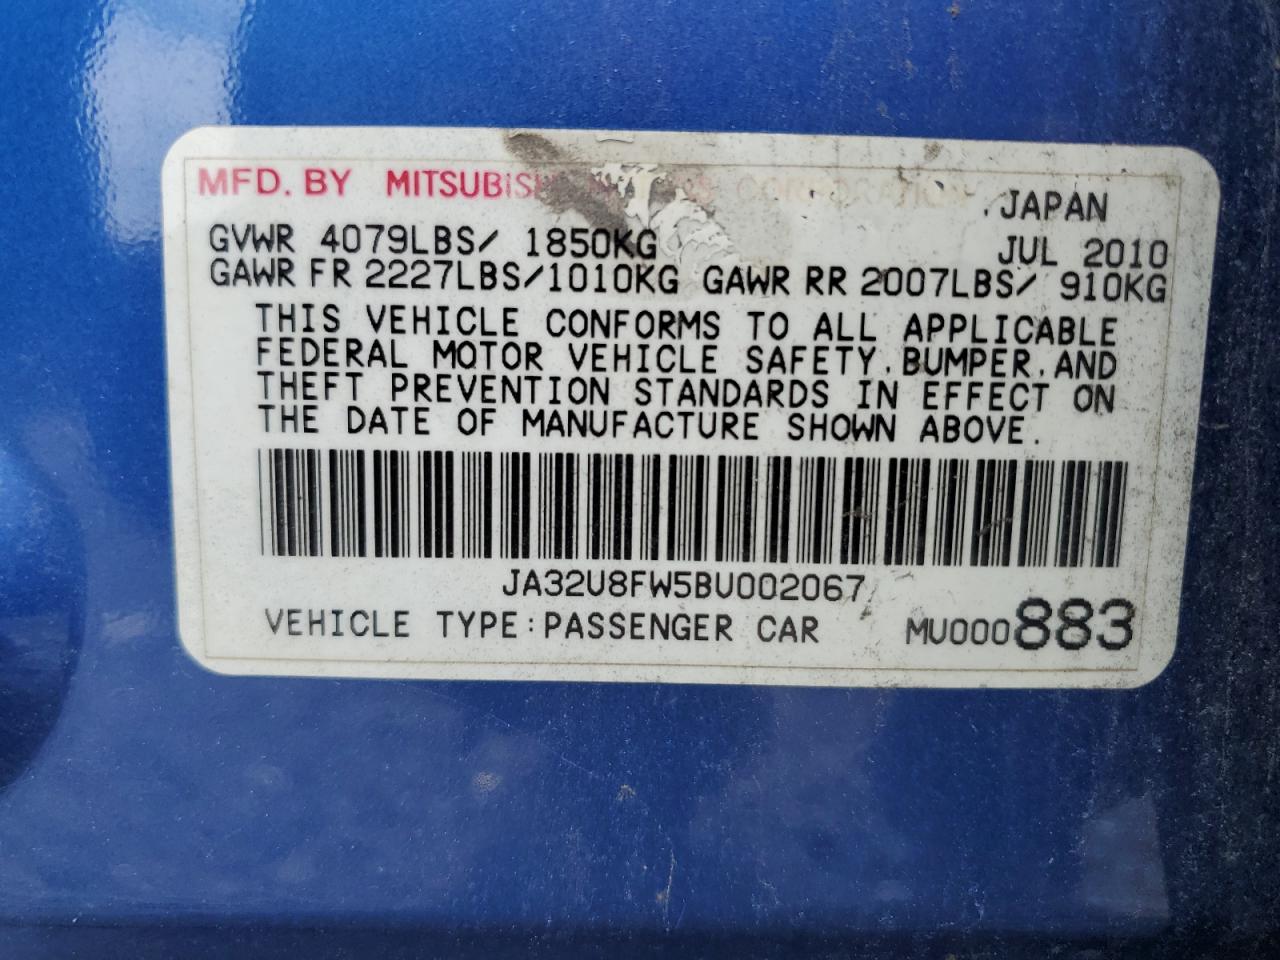 MFD. BY MITSUBISHI MOTORS CORPORATION
,JAPAN
GVWR 4079LBS/ 1850KG JUL 2010
GAWR FR 2227LBS/1010KG GAWR RR 2007LBS/ 910KG
THIS VEHICLE CONFORMS TO ALL APPLICABLE
FEDERAL MOTOR VEHICLE SAFETY,BUMPER,AND
THEFT PREVENTION STANDARDS IN EFFECT ON
THE DATE OF MANUFACTURE SHOWN ABOVE.
JA32U8FW5BU002067
VEHICLE TYPE:PASSENGER CAR MU000883